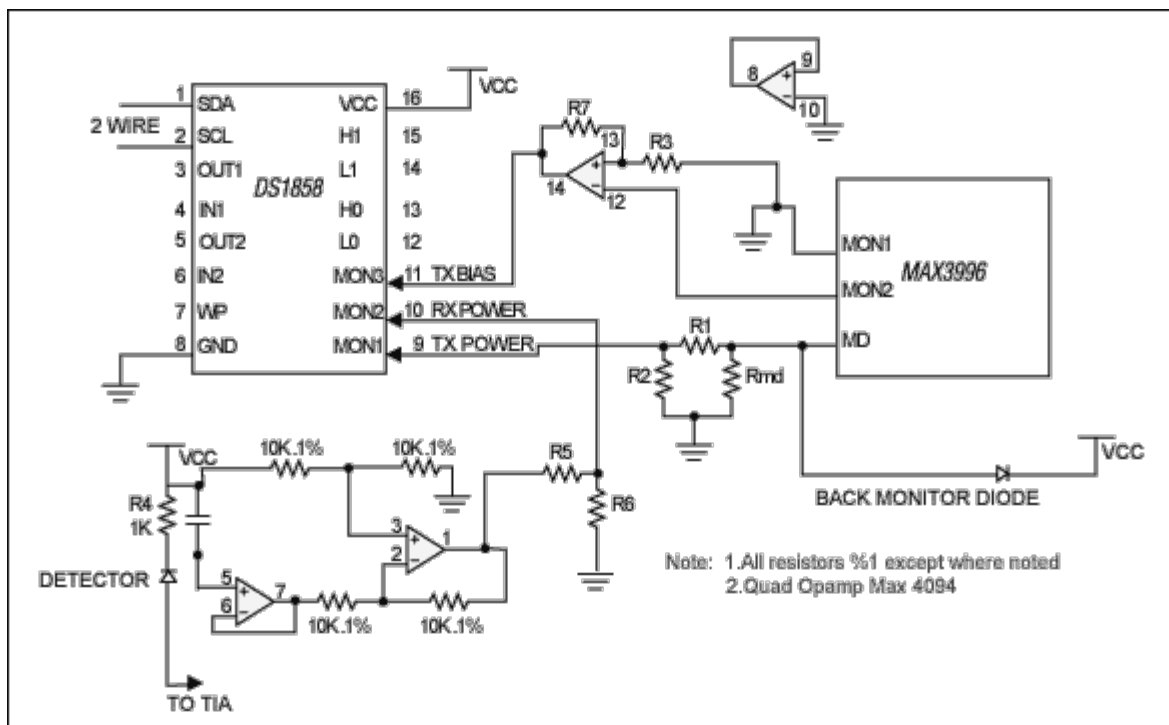 VCC
8
9
+
-
10
1
SDA
VCC
16
2 WIRE
2
SCL
H1
15
3
OUT1
L1
14
DS1858
4
IN1
H0
13
5
OUT2
L0
12
6
IN2
MON3
11
TX BIAS
7
WP
MON2
10
RX POWER
8
GND
MON1
9
TX POWER
R7
13
+
-
14
12
R3
MON1
MAX3996
MON2
MD
R1
R2
Rmd
VCC
BACK MONITOR DIODE
VCC
10K.1%
10K.1%
R4
1K
R5
R6
3
+
1
2
-
DETECTOR
5
+
7
6
-
10K.1%
10K.1%
TO TIA
Note: 1.All resistors %1 except where noted
2.Quad Opamp Max 4094